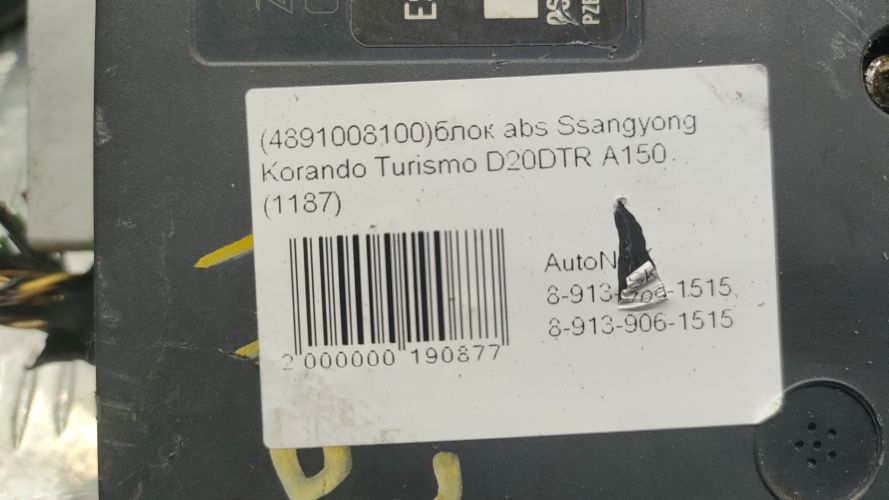 (4891008100)блок abs Ssangyong
Korando Turismo D20DTR A150
(1187)
8-913-906-1515
2 000000 190877